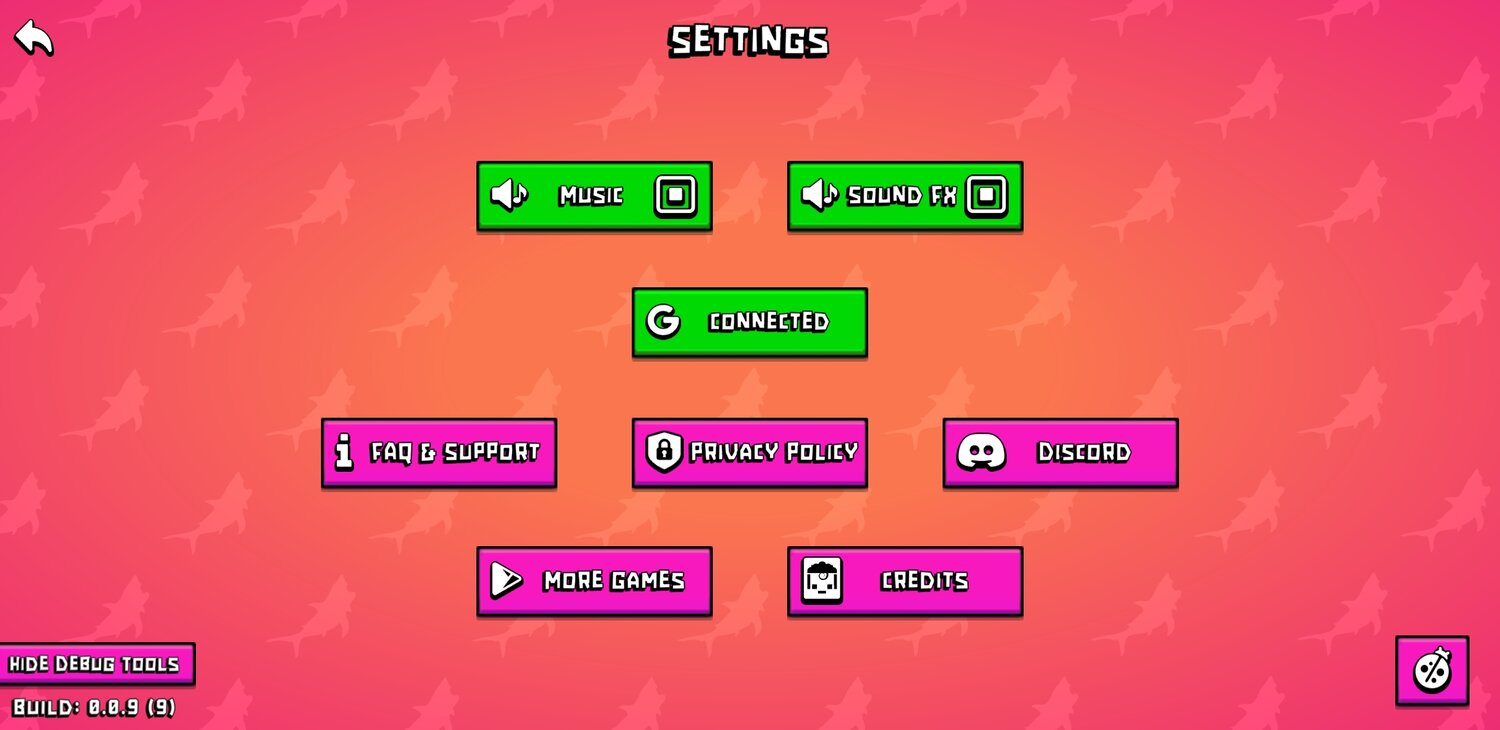 SETTINGS
MUSIC
SOUND FX
CONNECTED
FAQ & SUPPORT
PRIVACY POLICY
DISCORD
MORE GAMES
CREDITS
HIDE DEBUG TOOLS
BUILD: 0.0.9 (9)